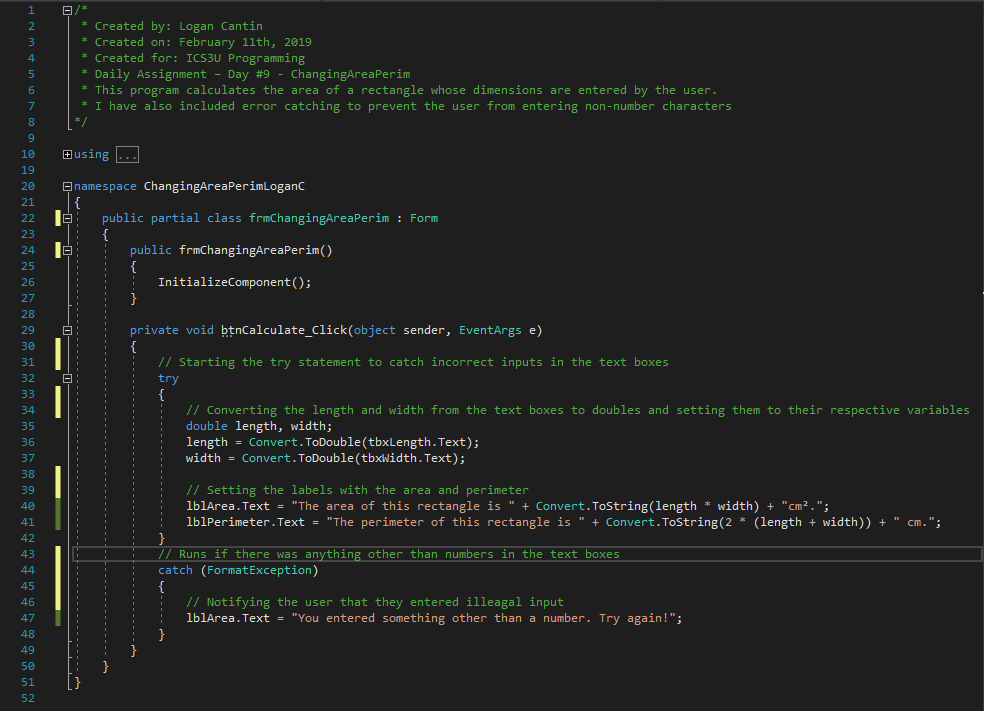 1 /*
2 * Created by: Logan Cantin
3 * Created on: February 11th, 2019
4 * Created for: ICS3U Programming
5 * Daily Assignment – Day #9 - ChangingAreaPerim
6 * This program calculates the area of a rectangle whose dimensions are entered by the user.
7 * I have also included error catching to prevent the user from entering non-number characters
8 */
9
10 using ...
19
20 namespace ChangingAreaPerimLoganC
21 {
22 public partial class frmChangingAreaPerim : Form
23 {
24 public frmChangingAreaPerim()
25 {
26 InitializeComponent();
27 }
28
29 private void btnCalculate_Click(object sender, EventArgs e)
30 {
31 // Starting the try statement to catch incorrect inputs in the text boxes
32 try
33 {
34 // Converting the length and width from the text boxes to doubles and setting them to their respective variables
35 double length, width;
36 length = Convert.ToDouble(tbxLength.Text);
37 width = Convert.ToDouble(tbxWidth.Text);
38
39 // Setting the labels with the area and perimeter
40 lblArea.Text = "The area of this rectangle is " + Convert.ToString(length * width) + "cm².";
41 lblPerimeter.Text = "The perimeter of this rectangle is " + Convert.ToString(2 * (length + width)) + " cm.";
42 }
43 // Runs if there was anything other than numbers in the text boxes
44 catch (FormatException)
45 {
46 // Notifying the user that they entered illeagal input
47 lblArea.Text = "You entered something other than a number. Try again!";
48 }
49 }
50 }
51 }
52